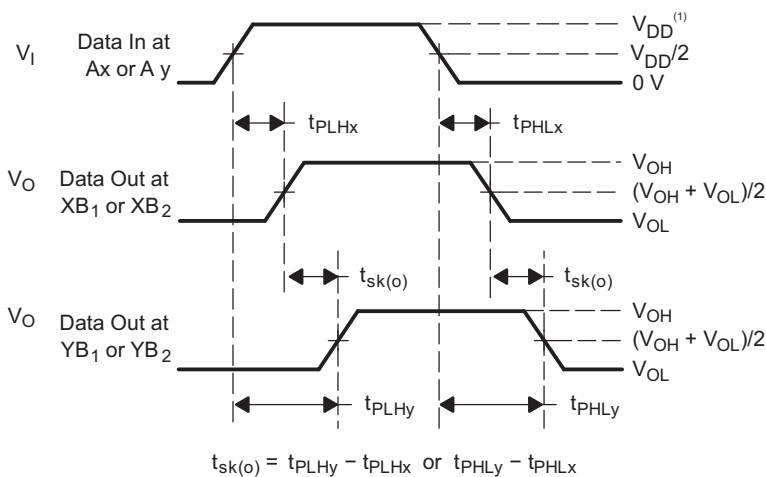 V_DD^(1)
V_I Data In at V_DD/2
Ax or A y 0 V
t_PLHx t_PHLx
V_OH
V_O Data Out at (V_OH + V_OL)/2
XB_1 or XB_2 V_OL
t_sk(o) t_sk(o)
V_OH
V_O Data Out at (V_OH + V_OL)/2
YB_1 or YB_2 V_OL
t_PLHy t_PHLy
t_sk(o) = t_PLHy − t_PLHx or t_PHLy − t_PHLx